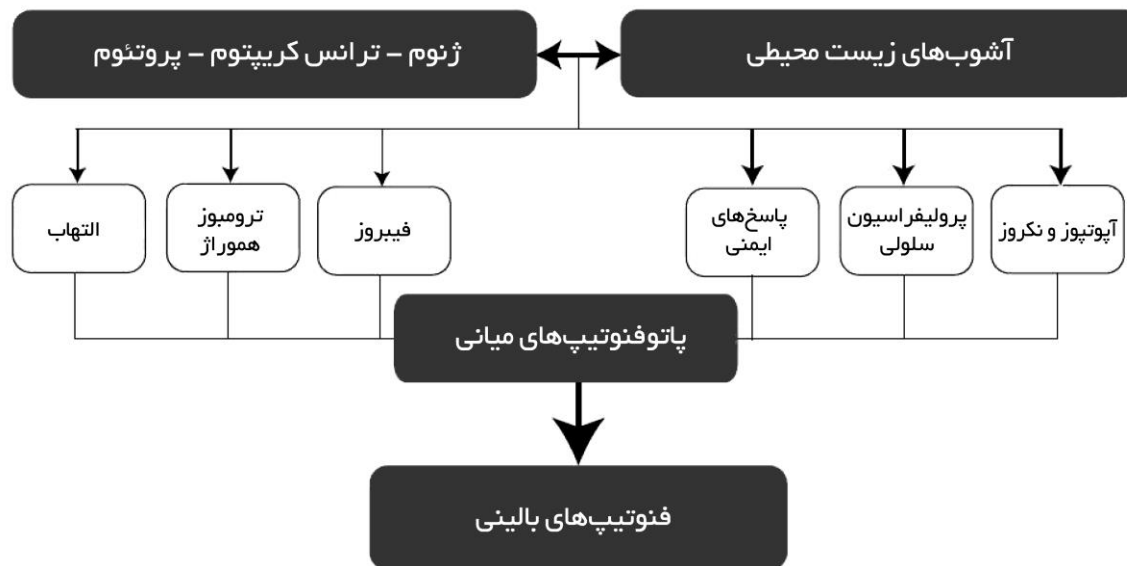 آشوب‌های زیست محیطی
ژنوم – ترانس کریپتوم – پروتئوم
آپوتپوز و نکروز
پرولیفراسیون
سلولی
پاسخ‌های
ایمنی
فیبروز
ترومبوز
هموراژ
التهاب
پاتوفنوتیپ‌های میانی
فنوتیپ‌های بالینی